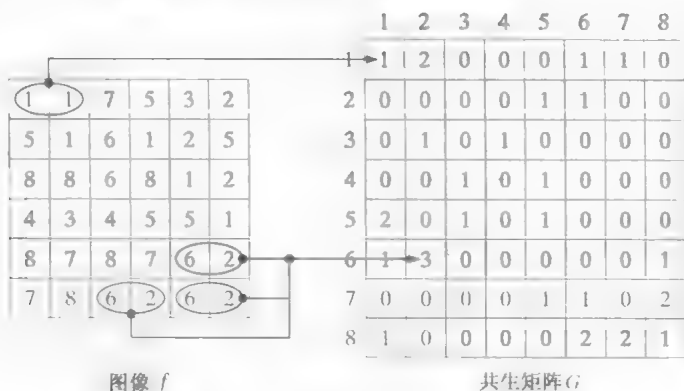 1 1 7 5 3 2
5 1 6 1 2 5
8 8 6 8 1 2
4 3 4 5 5 1
8 7 8 7 6 2
7 8 6 2 6 2
图像 f
1 2 3 4 5 6 7 8
1 1 2 0 0 0 1 1 0
2 0 0 0 0 1 1 0 0
3 0 1 0 1 0 0 0 0
4 0 0 1 0 1 0 0 0
5 2 0 1 0 1 0 0 0
6 1 3 0 0 0 0 0 1
7 0 0 0 0 1 1 0 2
8 1 0 0 0 0 2 2 1
共生矩阵G